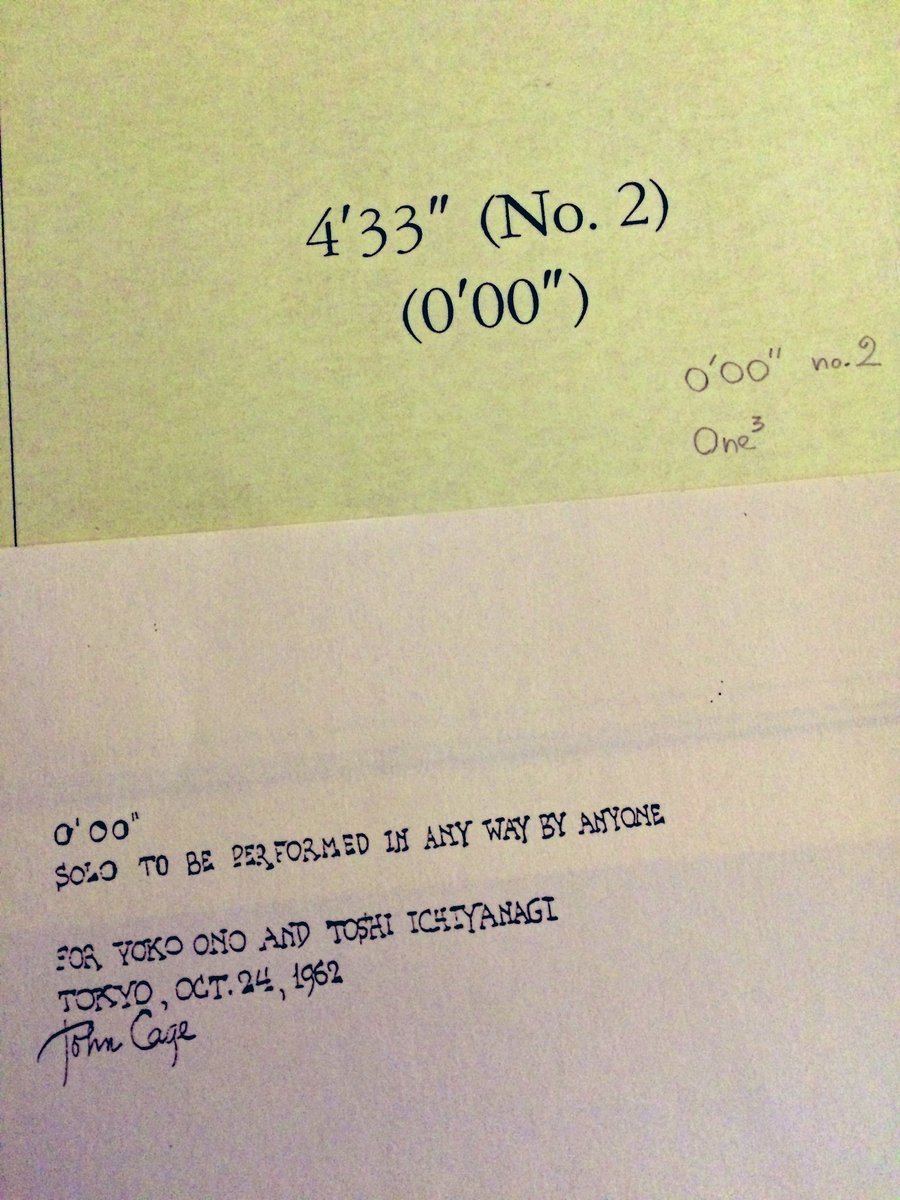 4'33" (No. 2)
(0'00")
0'00" no.2
One³
0'00"
SOLO TO BE PERFORMED IN ANY WAY BY ANYONE
FOR YOKO ONO AND TOSHI ICHIYANAGI
TOKYO, OCT. 24, 1962
John Cage